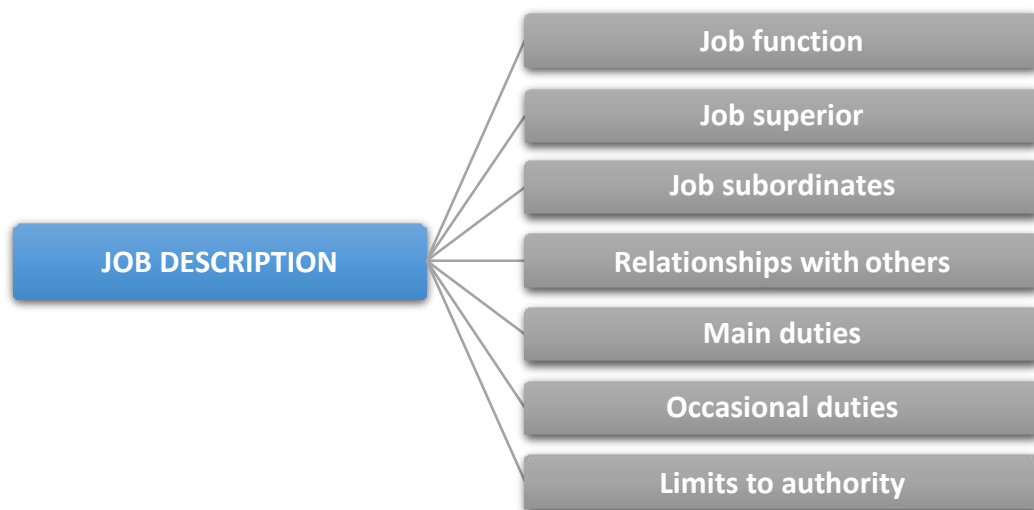 Job function
Job superior
Job subordinates
JOB DESCRIPTION
Relationships with others
Main duties
Occasional duties
Limits to authority